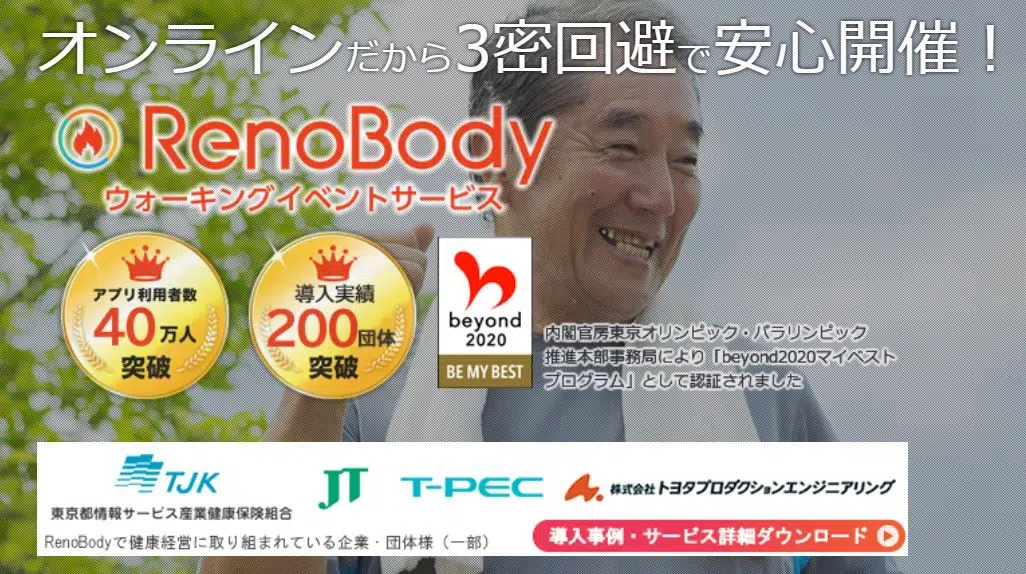 オンラインだから3密回避で安心開催！
RenoBody
ウォーキングイベントサービス
アプリ利用者数
40万人
突破
導入実績
200団体
突破
beyond
2020
BE MY BEST
内閣官房東京オリンピック・パラリンピック
推進本部事務局により「beyond2020マイベスト
プログラム」として認証されました
TJK
東京都情報サービス産業健康保険組合
JT
T-PEC
株式会社トヨタプロダクションエンジニアリング
RenoBodyで健康経営に取り組まれている企業・団体様（一部）
導入事例・サービス詳細ダウンロード